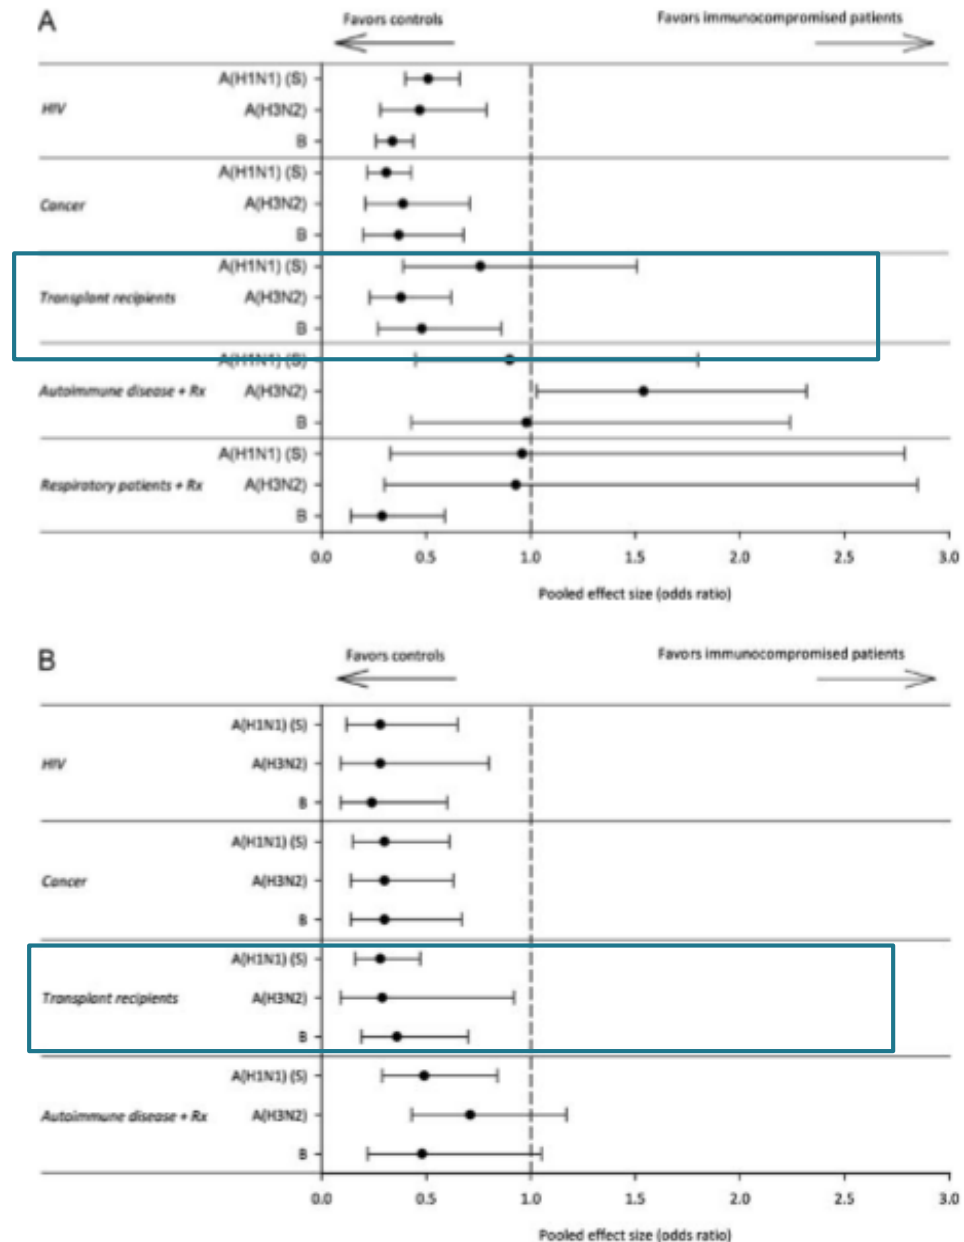 A
Favors controls
Favors immunocompromised patients
HIV
A(H1N1) (S)
A(H3N2)
B
Cancer
A(H1N1) (S)
A(H3N2)
B
Transplant recipients
A(H1N1) (S)
A(H3N2)
B
Autoimmune disease + Rx
A(H1N1) (S)
A(H3N2)
B
Respiratory patients + Rx
A(H1N1) (S)
A(H3N2)
B
0.0 0.5 1.0 1.5 2.0 2.5 3.0
Pooled effect size (odds ratio)
B
Favors controls
Favors immunocompromised patients
HIV
A(H1N1) (S)
A(H3N2)
B
Cancer
A(H1N1) (S)
A(H3N2)
B
Transplant recipients
A(H1N1) (S)
A(H3N2)
B
Autoimmune disease + Rx
A(H1N1) (S)
A(H3N2)
B
0.0 0.5 1.0 1.5 2.0 2.5 3.0
Pooled effect size (odds ratio)